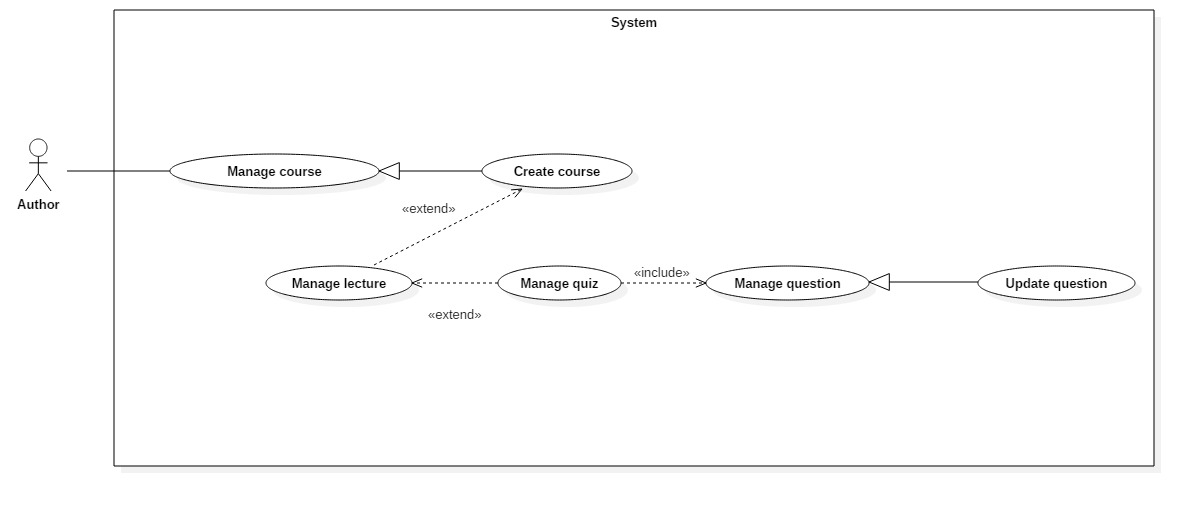 System
Manage course
Create course
Author
«extend»
Manage lecture
Manage quiz
«include»
Manage question
Update question
«extend»